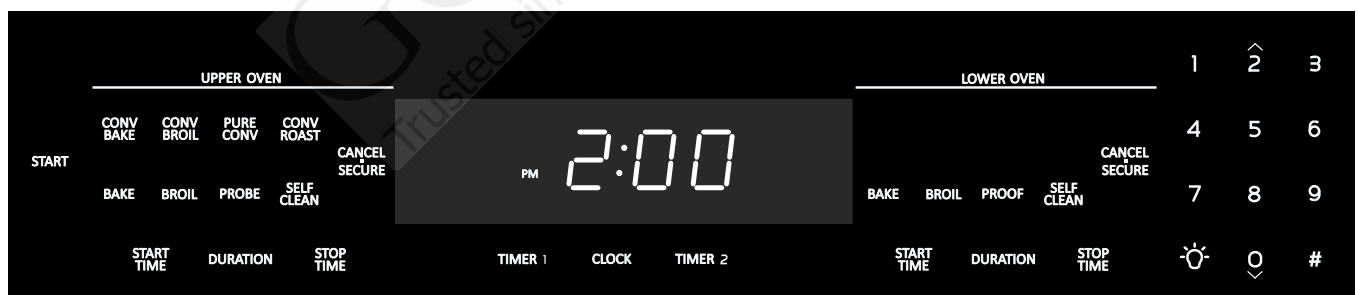 UPPER OVEN
CONV BAKE
CONV BROIL
PURE CONV
CONV ROAST
START
CANCEL
SECURE
BAKE
BROIL
PROBE
SELF CLEAN
START TIME
DURATION
STOP TIME
Trusted sin
PM 2:00
TIMER 1
CLOCK
TIMER 2
LOWER OVEN
CANCEL
SECURE
BAKE
BROIL
PROOF
SELF CLEAN
START TIME
DURATION
STOP TIME
1 2 3
4 5 6
7 8 9
0 #